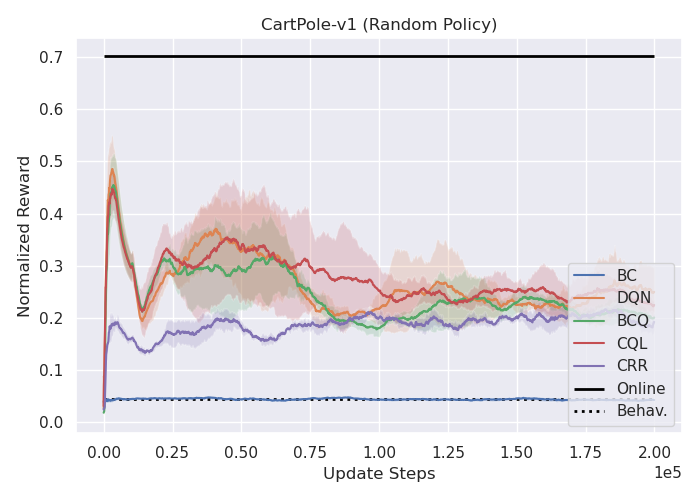 CartPole-v1 (Random Policy)
Normalized Reward
0.7
0.6
0.5
0.4
0.3
0.2
0.1
0.0
BC
DQN
BCQ
CQL
CRR
Online
Behav.
0.00 0.25 0.50 0.75 1.00 1.25 1.50 1.75 2.00
Update Steps
1e5